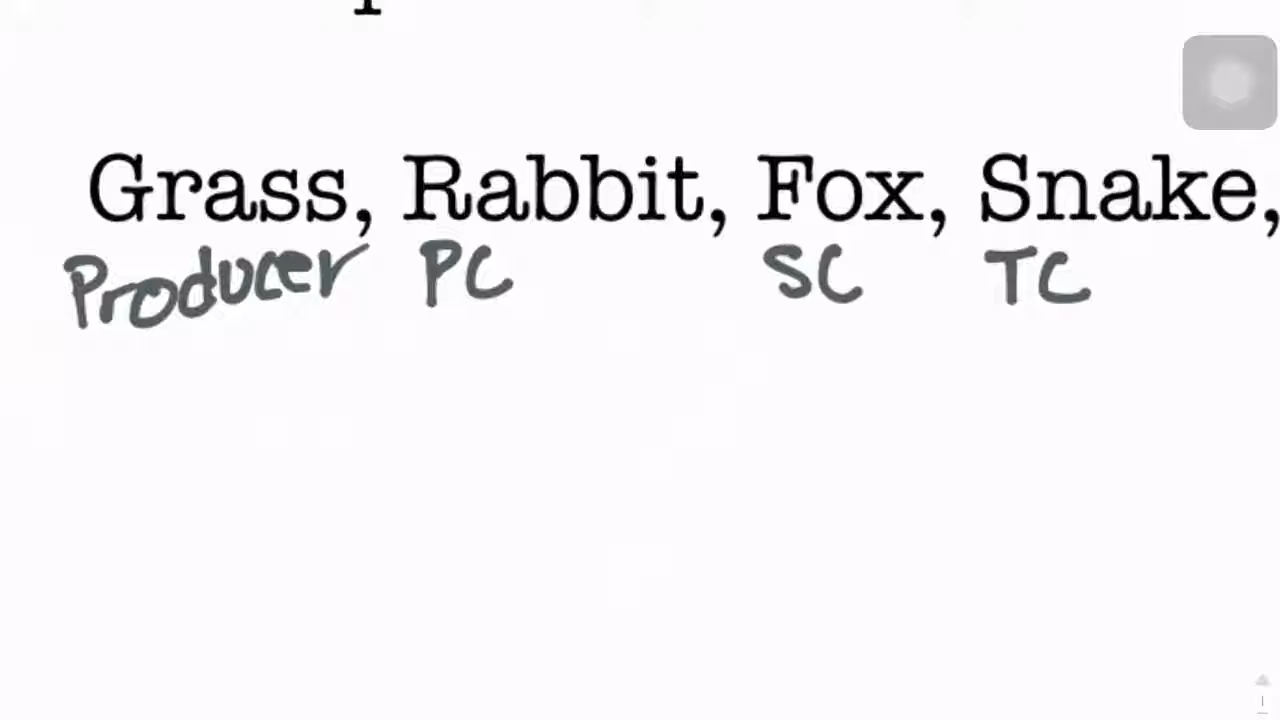 Grass, Rabbit, Fox, Snake,
Producer PC SC TC